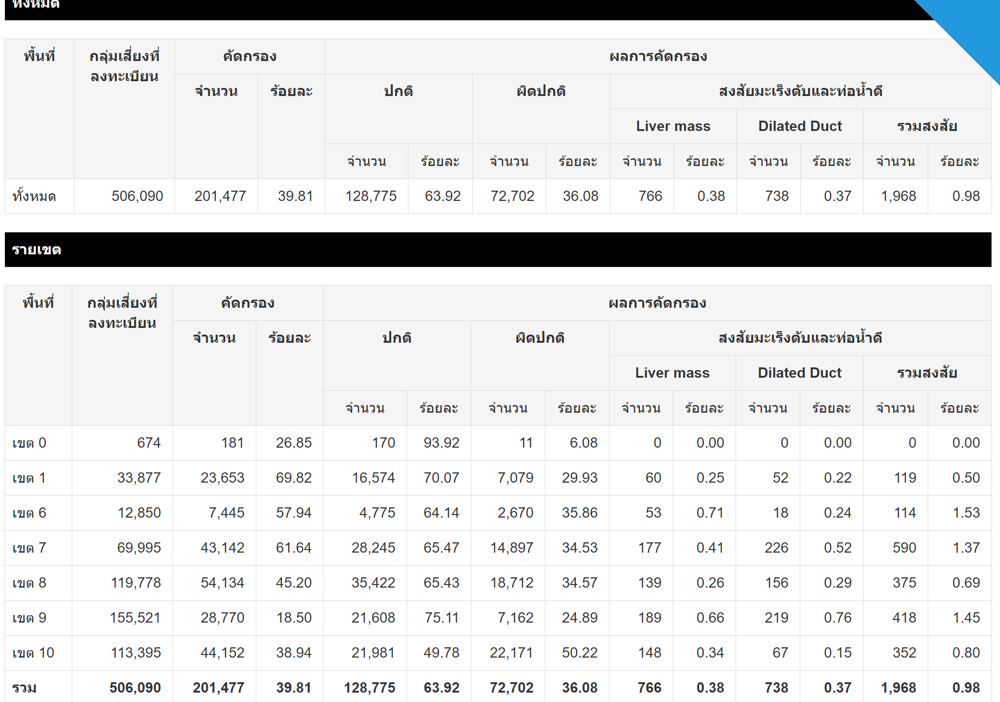 ทั้งหมด
พื้นที่ กลุ่มเสี่ยงที่ คัดกรอง ผลการคัดกรอง
ลงทะเบียน
จำนวน ร้อยละ ปกติ ผิดปกติ สงสัยมะเร็งตับและท่อน้ำดี
Liver mass Dilated Duct รวมสงสัย
จำนวน ร้อยละ จำนวน ร้อยละ จำนวน ร้อยละ จำนวน ร้อยละ จำนวน ร้อยละ
ทั้งหมด 506,090 201,477 39.81 128,775 63.92 72,702 36.08 766 0.38 738 0.37 1,968 0.98
รายเขต
พื้นที่ กลุ่มเสี่ยงที่ คัดกรอง ผลการคัดกรอง
ลงทะเบียน
จำนวน ร้อยละ ปกติ ผิดปกติ สงสัยมะเร็งตับและท่อน้ำดี
Liver mass Dilated Duct รวมสงสัย
จำนวน ร้อยละ จำนวน ร้อยละ จำนวน ร้อยละ จำนวน ร้อยละ จำนวน ร้อยละ
เขต 0 674 181 26.85 170 93.92 11 6.08 0 0.00 0 0.00 0 0.00
เขต 1 33,877 23,653 69.82 16,574 70.07 7,079 29.93 60 0.25 52 0.22 119 0.50
เขต 6 12,850 7,445 57.94 4,775 64.14 2,670 35.86 53 0.71 18 0.24 114 1.53
เขต 7 69,995 43,142 61.64 28,245 65.47 14,897 34.53 177 0.41 226 0.52 590 1.37
เขต 8 119,778 54,134 45.20 35,422 65.43 18,712 34.57 139 0.26 156 0.29 375 0.69
เขต 9 155,521 28,770 18.50 21,608 75.11 7,162 24.89 189 0.66 219 0.76 418 1.45
เขต 10 113,395 44,152 38.94 21,981 49.78 22,171 50.22 148 0.34 67 0.15 352 0.80
รวม 506,090 201,477 39.81 128,775 63.92 72,702 36.08 766 0.38 738 0.37 1,968 0.98